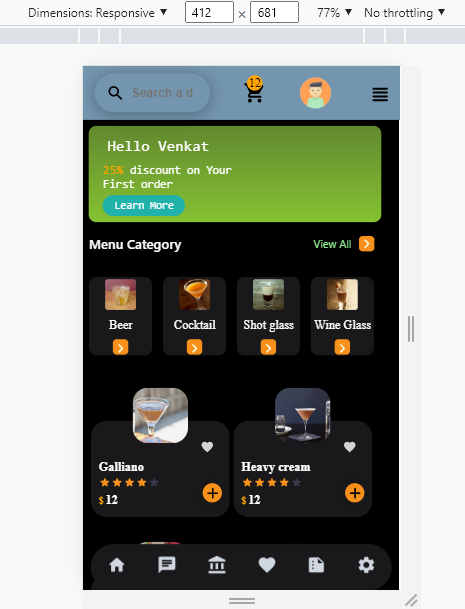 Dimensions: Responsive ▼ 412 × 681 77% ▼ No throttling ▼
Search a d
12
Hello Venkat
25% discount on Your
First order
Learn More
Menu Category View All
Beer Cocktail Shot glass Wine Glass
Galliano Heavy cream
$ 12 $ 12